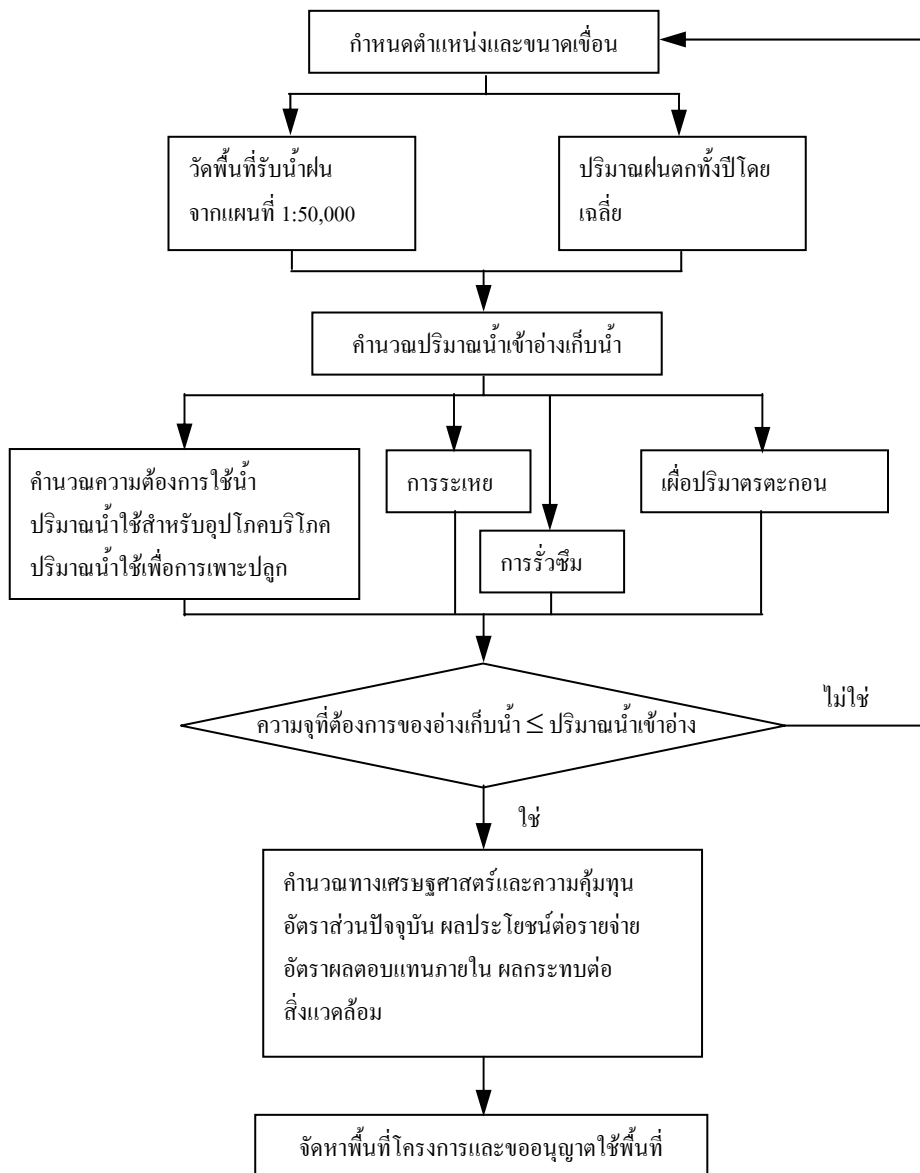 กำหนดตำแหน่งและขนาดเขื่อน
วัดพื้นที่รับน้ำฝน
จากแผนที่ 1:50,000
ปริมาณฝนตกทั้งปีโดย
เฉลี่ย
คำนวณปริมาณน้ำเข้าอ่างเก็บน้ำ
คำนวณความต้องการใช้น้ำ
ปริมาณน้ำใช้สำหรับอุปโภคบริโภค
ปริมาณน้ำใช้เพื่อการเพาะปลูก
การระเหย
การรั่วซึม
เผื่อปริมาตรตะกอน
ความจุที่ต้องการของอ่างเก็บน้ำ ≤ ปริมาณน้ำเข้าอ่าง
ไม่ใช่
ใช่
คำนวณทางเศรษฐศาสตร์และความคุ้มทุน
อัตราส่วนปัจจุบัน ผลประโยชน์ต่อรายจ่าย
อัตราผลตอบแทนภายใน ผลกระทบต่อ
สิ่งแวดล้อม
จัดหาพื้นที่โครงการและขออนุญาตใช้พื้นที่